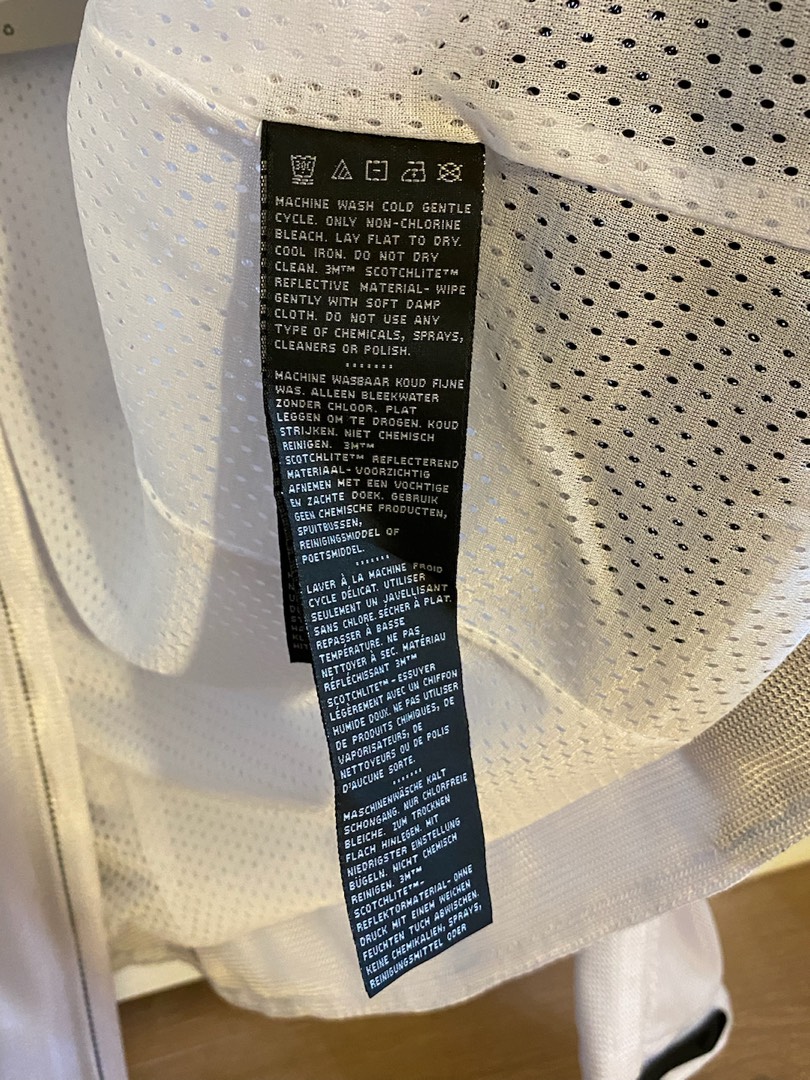 30C
MACHINE WASH COLD GENTLE
CYCLE. ONLY NON-CHLORINE
BLEACH. LAY FLAT TO DRY.
COOL IRON. DO NOT DRY
CLEAN. 3M™ SCOTCHLITE™
REFLECTIVE MATERIAL- WIPE
GENTLY WITH SOFT DAMP
CLOTH. DO NOT USE ANY
TYPE OF CHEMICALS, SPRAYS,
CLEANERS OR POLISH.
MACHINE WASBAAR KOUD FIJNE
WAS. ALLEEN BLEEKWATER
ZONDER CHLOOR. PLAT
LEGGEN OM TE DROGEN. KOUD
STRIJKEN. NIET CHEMISCH
REINIGEN. 3M™
SCOTCHLITE™ REFLECTEREND
MATERIAAL- VOORZICHTIG
AFNEMEN MET EEN VOCHTIGE
EN ZACHTE DOEK. GEBRUIK
GEEN CHEMISCHE PRODUCTEN,
SPUITBUSSEN,
REINIGINGSMIDDEL OF
POETSMIDDEL.
LAVER À LA MACHINE FROID
CYCLE DÉLICAT. UTILISER
SEULEMENT UN JAVELLISANT
SANS CHLORE. SÉCHER À PLAT.
REPASSER À BASSE
TEMPÉRATURE. NE PAS
NETTOYER À SEC. MATÉRIAU
RÉFLÉCHISSANT 3M™
SCOTCHLITE™ - ESSUYER
LÉGÈREMENT AVEC UN CHIFFON
HUMIDE DOUX. NE PAS UTILISER
DE PRODUITS CHIMIQUES, DE
VAPORISATEURS, DE
NETTOYEURS OU DE POLIS
D'AUCUNE SORTE.
MASCHINENWÄSCHE KALT
SCHONGANG. NUR CHLORFREIE
BLEICHE. ZUM TROCKNEN
FLACH HINLEGEN. MIT
NIEDRIGSTER EINSTELLUNG
BÜGELN. NICHT CHEMISCH
REINIGEN. 3M™
SCOTCHLITE™-
REFLEKTORMATERIAL- OHNE
DRUCK MIT EINEM WEICHEN
FEUCHTEN TUCH ABWISCHEN.
KEINE CHEMIKALIEN, SPRAYS,
REINIGUNGSMITTEL ODER